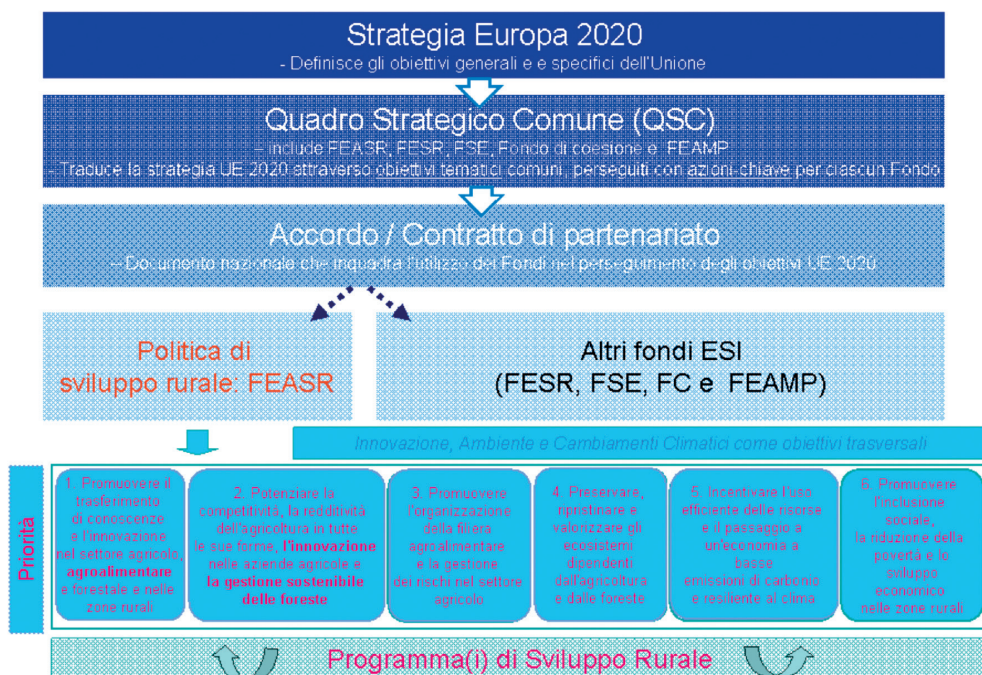 Strategia Europa 2020
- Definisce gli obiettivi generali e e specifici dell'Unione
Quadro Strategico Comune (QSC)
– include FEASR, FESR, FSE, Fondo di coesione e FEAMP
- Traduce la strategia UE 2020 attraverso obiettivi tematici comuni, perseguiti con azioni-chiave per ciascun Fondo
Accordo / Contratto di partenariato
– Documento nazionale che inquadra l'utilizzo dei Fondi nel perseguimento degli obiettivi UE 2020
Politica di
sviluppo rurale: FEASR
Altri fondi ESI
(FESR, FSE, FC e FEAMP)
Innovazione, Ambiente e Cambiamenti Climatici come obiettivi trasversali
Priorità
1. Promuovere il
trasferimento
di conoscenze
e l'innovazione
nel settore agricolo,
agroalimentare
e forestale e nelle
zone rurali
2. Potenziare la
competitività, la redditività
dell'agricoltura in tutte
le sue forme, l'innovazione
nelle aziende agricole e
la gestione sostenibile
delle foreste
3. Promuovere
l'organizzazione
della filiera
agroalimentare
e la gestione
dei rischi nel settore
agricolo
4. Preservare,
ripristinare e
valorizzare gli
ecosistemi
dipendenti
dall'agricoltura
e dalle foreste
5. Incentivare l'uso
efficiente delle risorse
e il passaggio a
un'economia a
basse
emissioni di carbonio
e resiliente al clima
6. Promuovere
l'inclusione
sociale,
la riduzione della
povertà e lo
sviluppo
economico
nelle zone rurali
Programma(i) di Sviluppo Rurale